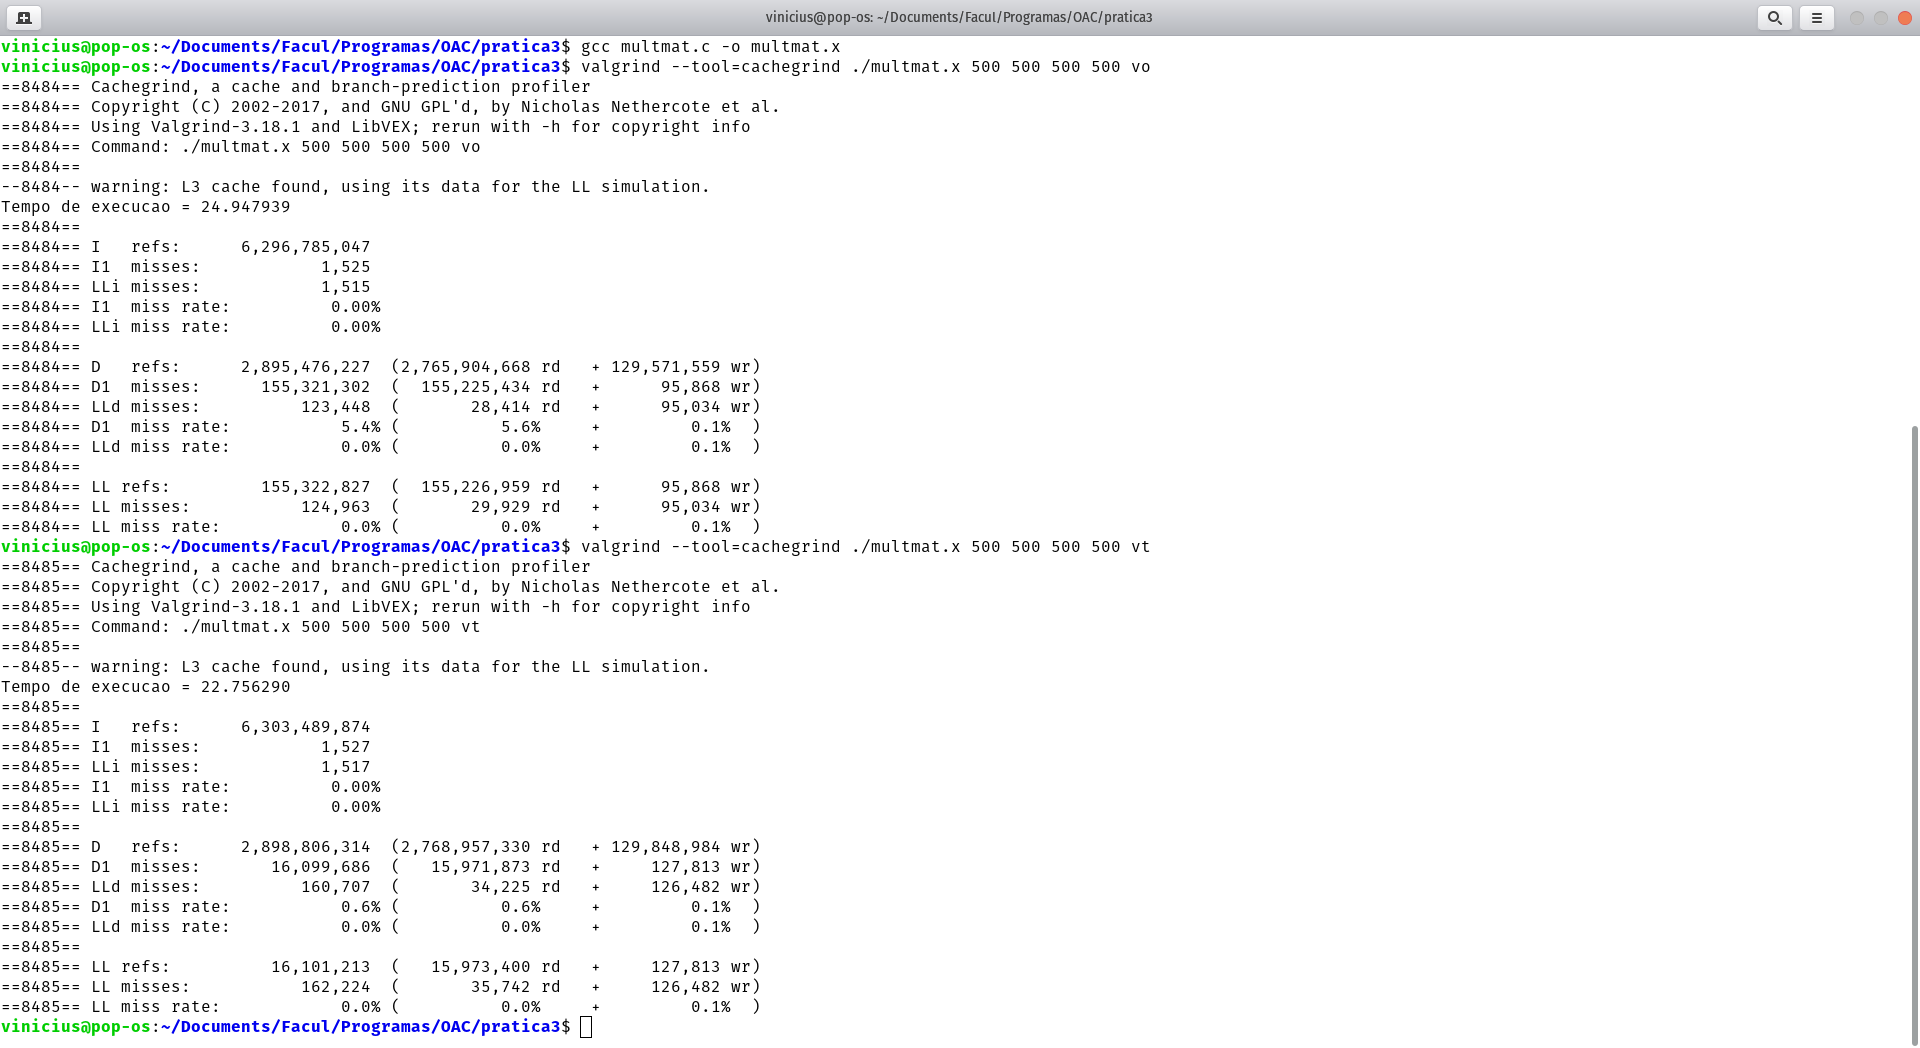 vinicius@pop-os: ~/Documents/Facul/Programas/OAC/pratica3
vinicius@pop-os:~/Documents/Facul/Programas/OAC/pratica3$ gcc multmat.c -o multmat.x
vinicius@pop-os:~/Documents/Facul/Programas/OAC/pratica3$ valgrind --tool=cachegrind ./multmat.x 500 500 500 500 vo
==8484== Cachegrind, a cache and branch-prediction profiler
==8484== Copyright (C) 2002-2017, and GNU GPL'd, by Nicholas Nethercote et al.
==8484== Using Valgrind-3.18.1 and LibVEX; rerun with -h for copyright info
==8484== Command: ./multmat.x 500 500 500 500 vo
==8484==
--8484-- warning: L3 cache found, using its data for the LL simulation.
Tempo de execucao = 24.947939
==8484==
==8484== I   refs:      6,296,785,047
==8484== I1  misses:            1,525
==8484== LLi misses:            1,515
==8484== I1  miss rate:          0.00%
==8484== LLi miss rate:          0.00%
==8484==
==8484== D   refs:      2,895,476,227  (2,765,904,668 rd   + 129,571,559 wr)
==8484== D1  misses:      155,321,302  (  155,225,434 rd   +      95,868 wr)
==8484== LLd misses:          123,448  (       28,414 rd   +      95,034 wr)
==8484== D1  miss rate:           5.4% (          5.6%     +         0.1%  )
==8484== LLd miss rate:           0.0% (          0.0%     +         0.1%  )
==8484==
==8484== LL refs:         155,322,827  (  155,226,959 rd   +      95,868 wr)
==8484== LL misses:           124,963  (       29,929 rd   +      95,034 wr)
==8484== LL miss rate:            0.0% (          0.0%     +         0.1%  )
vinicius@pop-os:~/Documents/Facul/Programas/OAC/pratica3$ valgrind --tool=cachegrind ./multmat.x 500 500 500 500 vt
==8485== Cachegrind, a cache and branch-prediction profiler
==8485== Copyright (C) 2002-2017, and GNU GPL'd, by Nicholas Nethercote et al.
==8485== Using Valgrind-3.18.1 and LibVEX; rerun with -h for copyright info
==8485== Command: ./multmat.x 500 500 500 500 vt
==8485==
--8485-- warning: L3 cache found, using its data for the LL simulation.
Tempo de execucao = 22.756290
==8485==
==8485== I   refs:      6,303,489,874
==8485== I1  misses:            1,527
==8485== LLi misses:            1,517
==8485== I1  miss rate:          0.00%
==8485== LLi miss rate:          0.00%
==8485==
==8485== D   refs:      2,898,806,314  (2,768,957,330 rd   + 129,848,984 wr)
==8485== D1  misses:       16,099,686  (   15,971,873 rd   +     127,813 wr)
==8485== LLd misses:          160,707  (       34,225 rd   +     126,482 wr)
==8485== D1  miss rate:           0.6% (          0.6%     +         0.1%  )
==8485== LLd miss rate:           0.0% (          0.0%     +         0.1%  )
==8485==
==8485== LL refs:          16,101,213  (   15,973,400 rd   +     127,813 wr)
==8485== LL misses:           162,224  (       35,742 rd   +     126,482 wr)
==8485== LL miss rate:            0.0% (          0.0%     +         0.1%  )
vinicius@pop-os:~/Documents/Facul/Programas/OAC/pratica3$